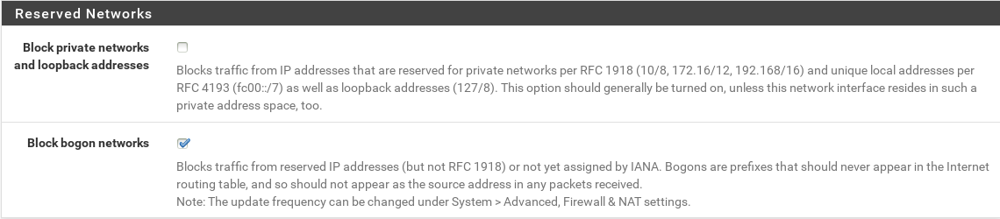 Reserved Networks
Block private networks
and loopback addresses
Blocks traffic from IP addresses that are reserved for private networks per RFC 1918 (10/8, 172.16/12, 192.168/16) and unique local addresses per
RFC 4193 (fc00::/7) as well as loopback addresses (127/8). This option should generally be turned on, unless this network interface resides in such a
private address space, too.
Block bogon networks
Blocks traffic from reserved IP addresses (but not RFC 1918) or not yet assigned by IANA. Bogons are prefixes that should never appear in the Internet
routing table, and so should not appear as the source address in any packets received.
Note: The update frequency can be changed under System > Advanced, Firewall & NAT settings.